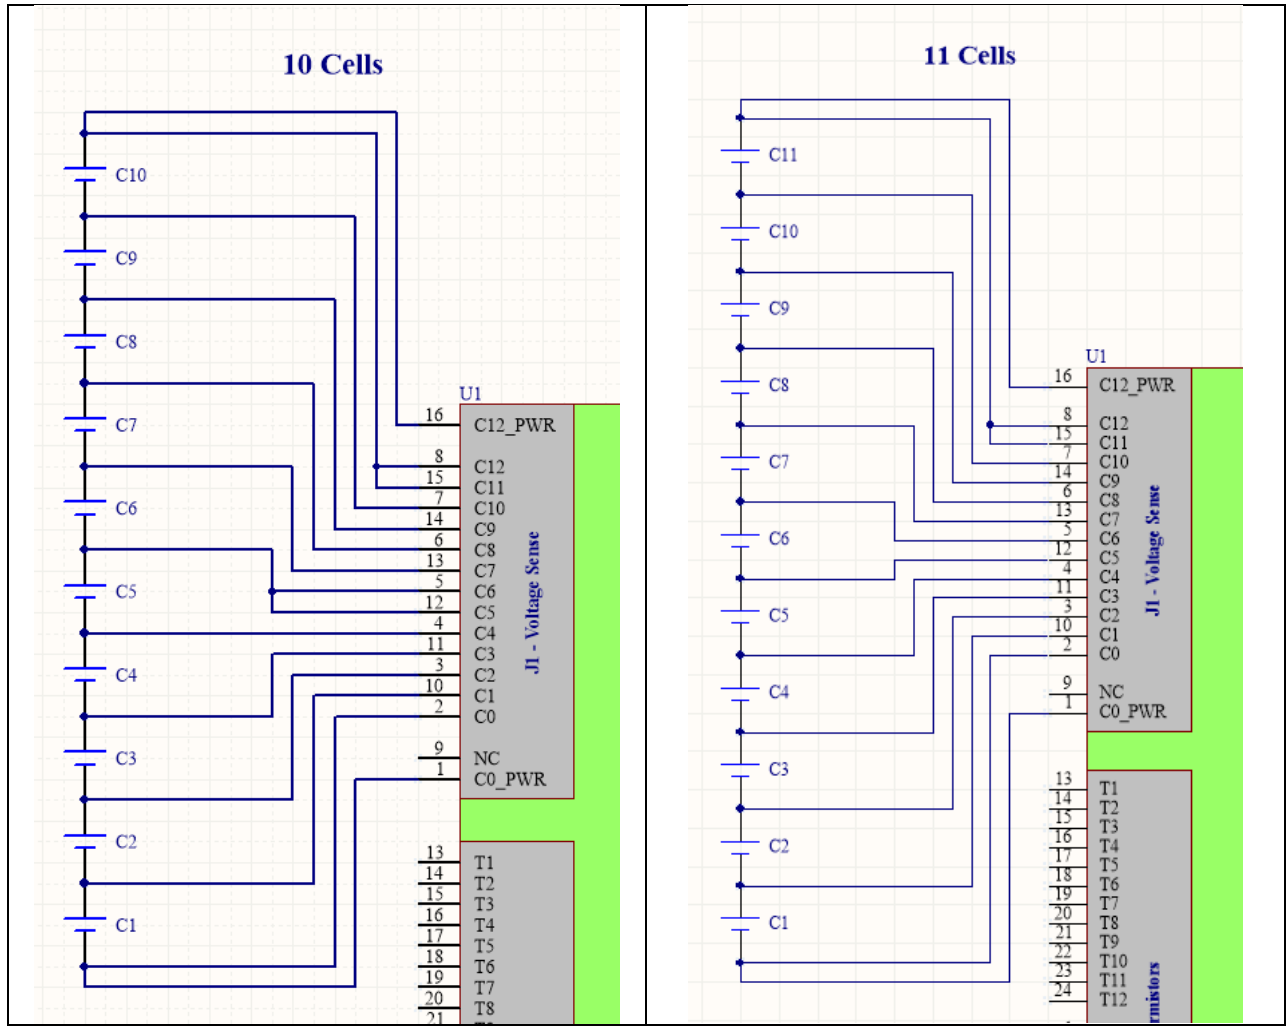 10 Cells
C10
C9
C8
C7
C6
C5
C4
C3
C2
C1
U1
16 C12_PWR
8 C12
15 C11
7 C10
14 C9
6 C8
13 C7
5 C6
12 C5
4 C4
11 C3
3 C2
10 C1
2 C0
9 NC
1 C0_PWR
J1 - Voltage Sense
13 T1
14 T2
15 T3
16 T4
17 T5
18 T6
19 T7
20 T8
21
11 Cells
C11
C10
C9
C8
C7
C6
C5
C4
C3
C2
C1
U1
16 C12_PWR
8 C12
15 C11
7 C10
14 C9
6 C8
13 C7
5 C6
12 C5
4 C4
11 C3
3 C2
10 C1
2 C0
9 NC
1 C0_PWR
J1 - Voltage Sense
13 T1
14 T2
15 T3
16 T4
17 T5
18 T6
19 T7
20 T8
21 T9
22 T10
23 T11
24 T12
rmistors